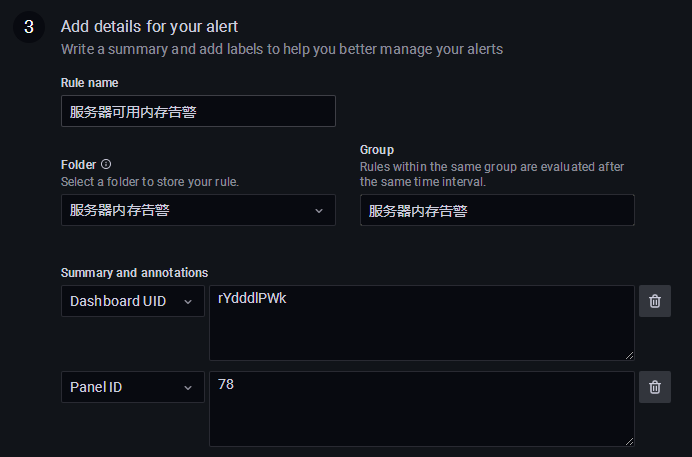 3
Add details for your alert
Write a summary and add labels to help you better manage your alerts
Rule name
服务器可用内存告警
Folder
Select a folder to store your rule.
服务器内存告警
Group
Rules within the same group are evaluated after
the same time interval.
服务器内存告警
Summary and annotations
Dashboard UID
rYdddlPWk
Panel ID
78